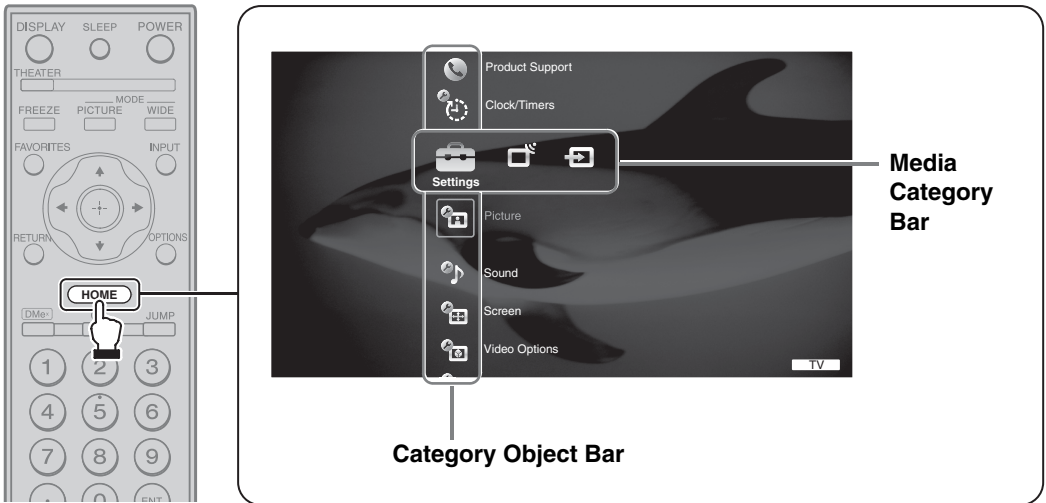 DISPLAY SLEEP POWER
THEATER
MODE
FREEZE PICTURE WIDE
FAVORITES INPUT
RETURN OPTIONS
HOME
DMex JUMP
1 2 3
4 5 6
7 8 9
0 ENT
Product Support
Clock/Timers
Settings
Picture
Sound
Screen
Video Options
TV
Media
Category
Bar
Category Object Bar